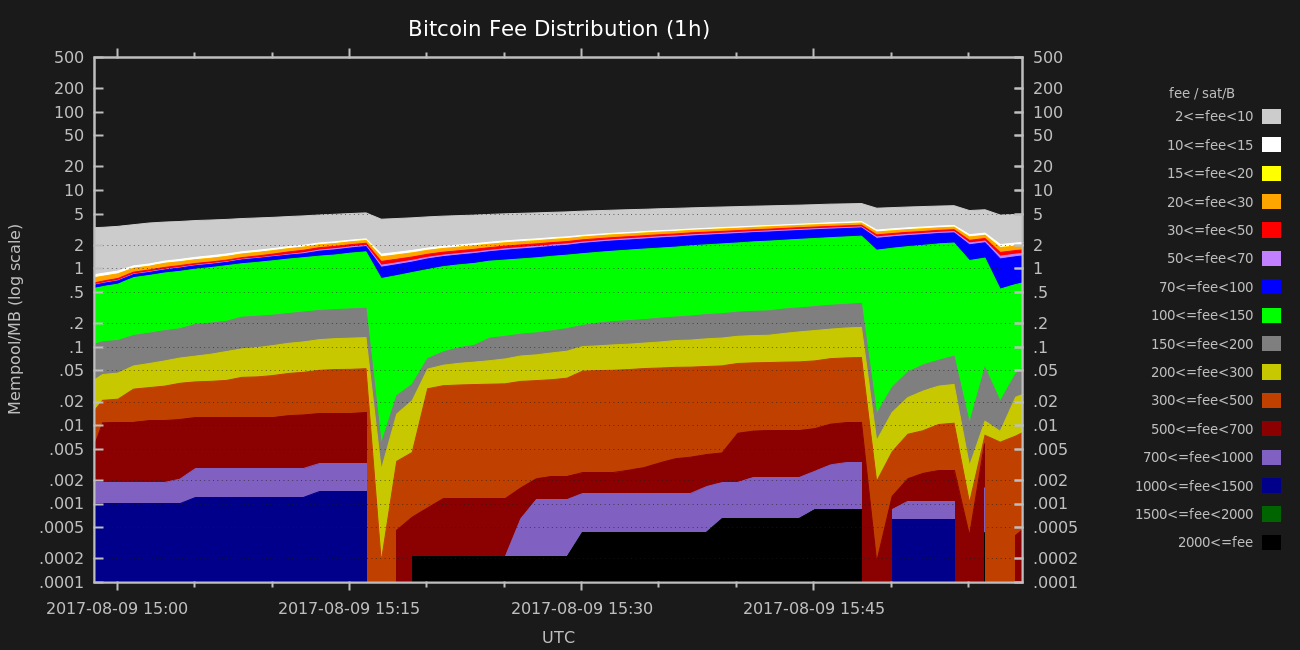 Bitcoin Fee Distribution (1h)
500 500
200 200
100 100
50 50
20 20
10 10
5 5
2 2
1 1
.5 .5
.2 .2
.1 .1
.05 .05
.02 .02
.01 .01
.005 .005
.002 .002
.001 .001
.0005 .0005
.0002 .0002
.0001 .0001
Mempool/MB (log scale)
2017-08-09 15:00 2017-08-09 15:15 2017-08-09 15:30 2017-08-09 15:45
UTC
fee / sat/B
2<=fee<10
10<=fee<15
15<=fee<20
20<=fee<30
30<=fee<50
50<=fee<70
70<=fee<100
100<=fee<150
150<=fee<200
200<=fee<300
300<=fee<500
500<=fee<700
700<=fee<1000
1000<=fee<1500
1500<=fee<2000
2000<=fee